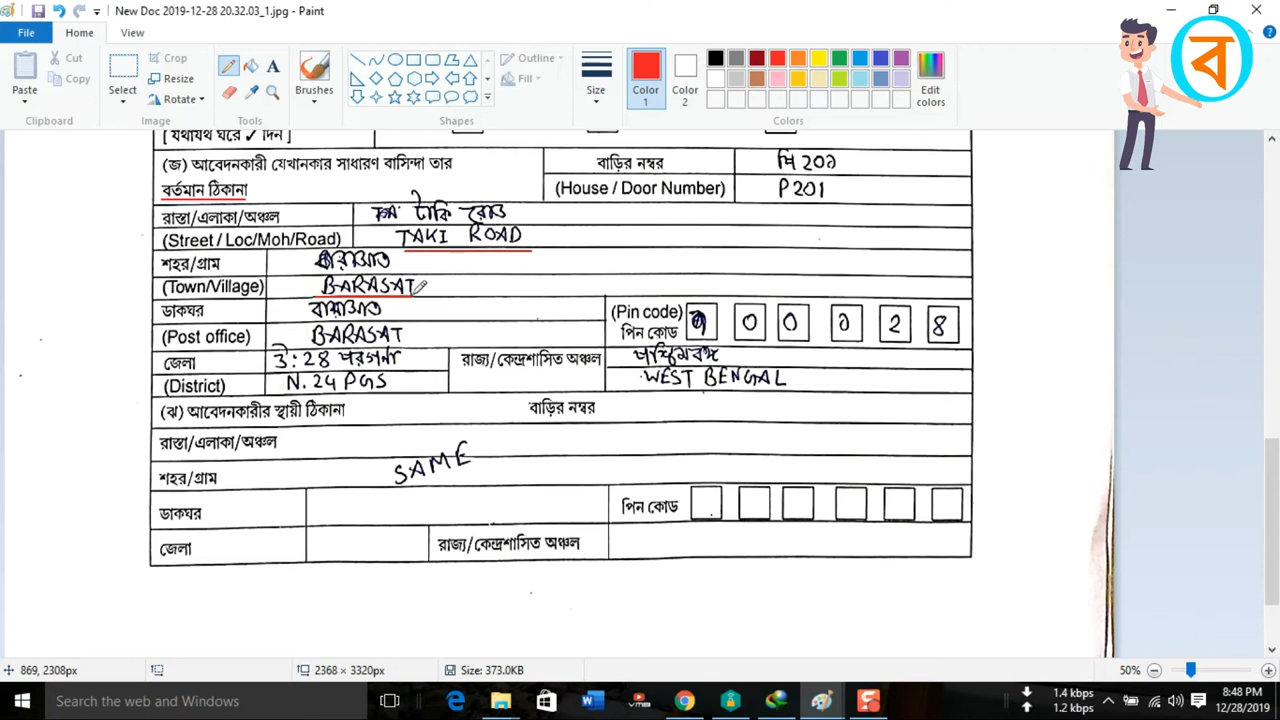 New Doc 2019-12-28 20.32.03_1.jpg - Paint
File Home View
Paste Cut Copy Select Crop Resize Rotate Brushes Outline Fill Size Color 1 Color 2 Edit colors
Clipboard Image Tools Shapes Colors
ব
[ যথাযথ ঘরে ✓ দিন ]
(জ) আবেদনকারী যেখানকার সাধারণ বাসিন্দা তার বাড়ির নম্বর পি ২০১
বর্তমান ঠিকানা (House / Door Number) P 201
রাস্তা/এলাকা/অঞ্চল টাকি রোড
(Street / Loc/Moh/Road) TAKI ROAD
শহর/গ্রাম বারাসাত
(Town/Village) BARASAT
ডাকঘর বারাসাত (Pin code)
(Post office) BARASAT পিন কোড ৭ ০ ০ ১ ২ ৪
জেলা উঃ ২৪ পরগনা রাজ্য/কেন্দ্রশাসিত অঞ্চল পশ্চিমবঙ্গ
(District) N. 24 PGS WEST BENGAL
(ঝ) আবেদনকারীর স্থায়ী ঠিকানা বাড়ির নম্বর
রাস্তা/এলাকা/অঞ্চল
শহর/গ্রাম SAME
ডাকঘর পিন কোড
জেলা রাজ্য/কেন্দ্রশাসিত অঞ্চল
869, 2308px 2368 × 3320px Size: 373.0KB 50%
Search the web and Windows 1.4 kbps 1.2 kbps 8:48 PM 12/28/2019